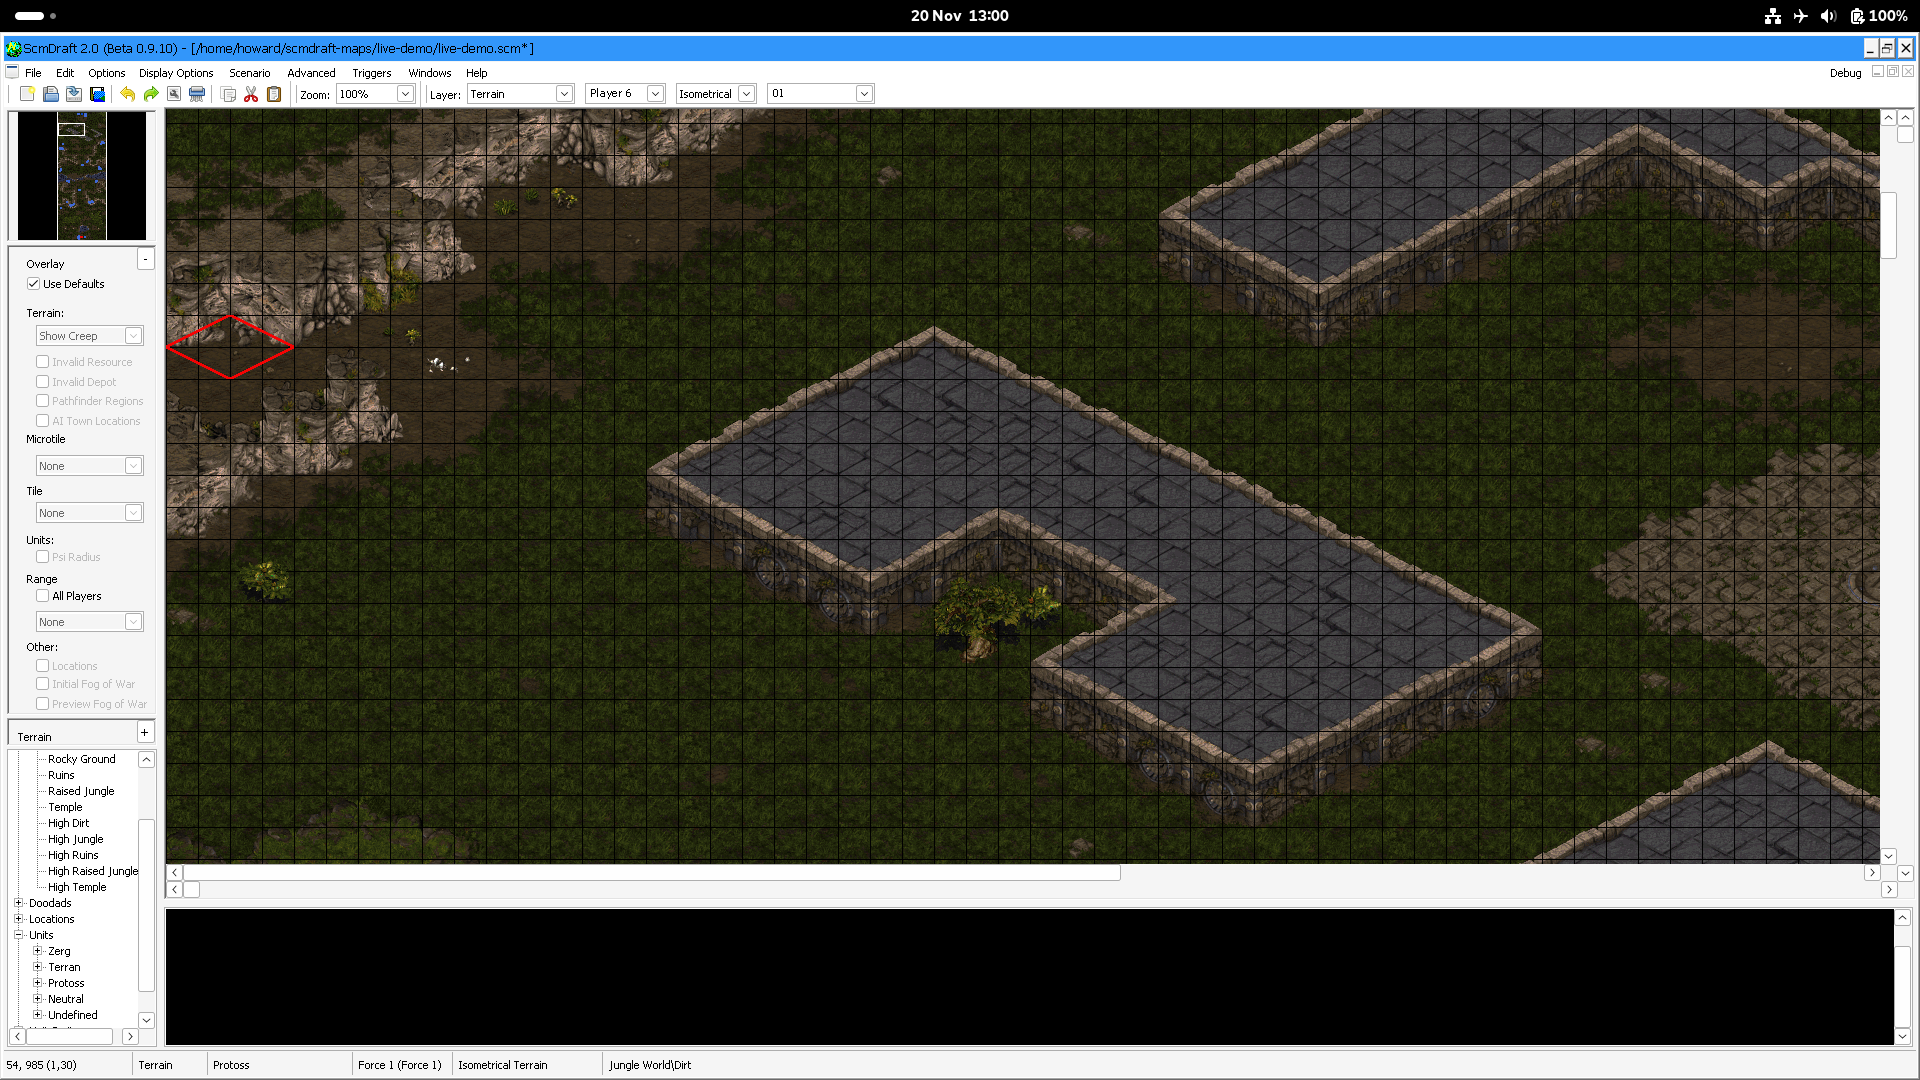 20 Nov 13:00
100%
ScmDraft 2.0 (Beta 0.9.10) - [/home/howard/scmdraft-maps/live-demo/live-demo.scm*]
File Edit Options Display Options Scenario Advanced Triggers Windows Help Debug
Zoom: 100% Layer: Terrain Player 6 Isometrical 01
Overlay -
Use Defaults
Terrain:
Show Creep
Invalid Resource
Invalid Depot
Pathfinder Regions
AI Town Locations
Microtile
None
Tile
None
Units:
Psi Radius
Range
All Players
None
Other:
Locations
Initial Fog of War
Preview Fog of War
Terrain +
Rocky Ground
Ruins
Raised Jungle
Temple
High Dirt
High Jungle
High Ruins
High Raised Jungle
High Temple
Doodads
Locations
Units
Zerg
Terran
Protoss
Neutral
Undefined
54, 985 (1,30) Terrain Protoss Force 1 (Force 1) Isometrical Terrain Jungle World\Dirt